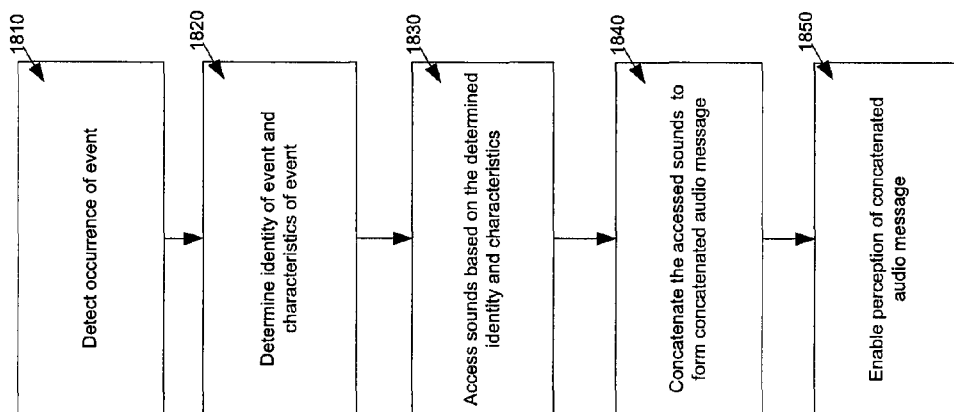 1810
Detect occurrence of event
1820
Determine identity of event and
characteristics of event
1830
Access sounds based on the determined
identity and characteristics
1840
Concatenate the accessed sounds to
form concatenated audio message
1850
Enable perception of concatenated
audio message